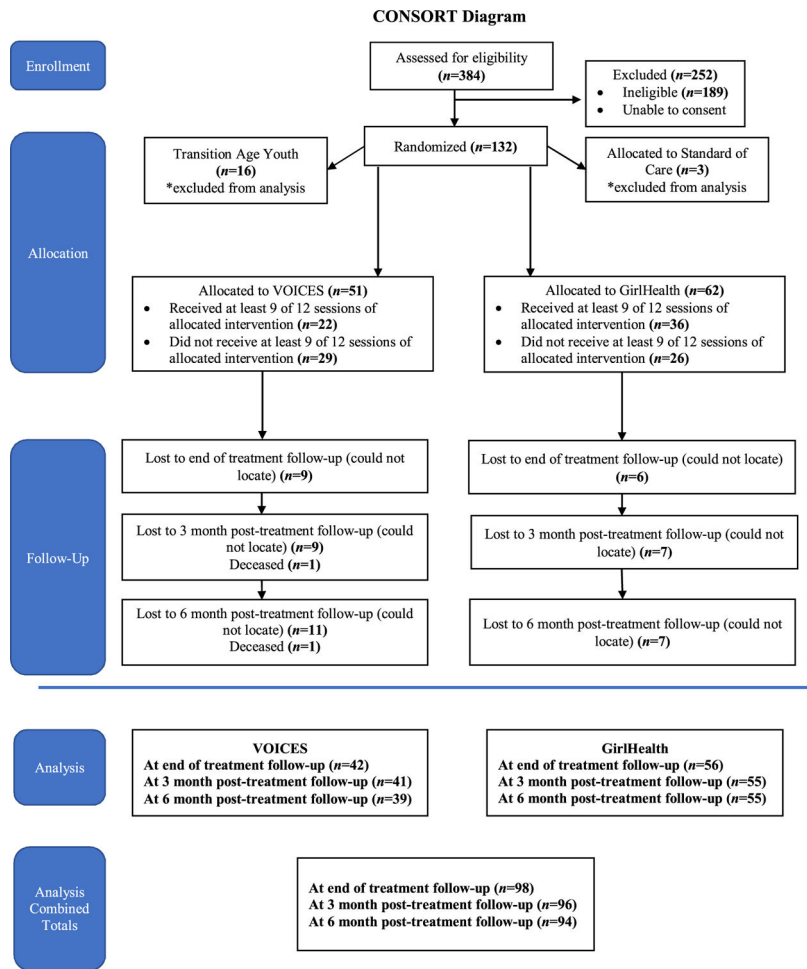 CONSORT Diagram
Enrollment
Assessed for eligibility
(n=384)
Excluded (n=252)
• Ineligible (n=189)
• Unable to consent
Allocation
Randomized (n=132)
Transition Age Youth
(n=16)
*excluded from analysis
Allocated to Standard of
Care (n=3)
*excluded from analysis
Allocated to VOICES (n=51)
• Received at least 9 of 12 sessions of
allocated intervention (n=22)
• Did not receive at least 9 of 12 sessions of
allocated intervention (n=29)
Allocated to GirlHealth (n=62)
• Received at least 9 of 12 sessions of
allocated intervention (n=36)
• Did not receive at least 9 of 12 sessions of
allocated intervention (n=26)
Follow-Up
Lost to end of treatment follow-up (could not
locate) (n=9)
Lost to 3 month post-treatment follow-up (could
not locate) (n=9)
Deceased (n=1)
Lost to 6 month post-treatment follow-up (could
not locate) (n=11)
Deceased (n=1)
Lost to end of treatment follow-up (could not locate)
(n=6)
Lost to 3 month post-treatment follow-up (could not
locate) (n=7)
Lost to 6 month post-treatment follow-up (could not
locate) (n=7)
Analysis
VOICES
At end of treatment follow-up (n=42)
At 3 month post-treatment follow-up (n=41)
At 6 month post-treatment follow-up (n=39)
GirlHealth
At end of treatment follow-up (n=56)
At 3 month post-treatment follow-up (n=55)
At 6 month post-treatment follow-up (n=55)
Analysis
Combined
Totals
At end of treatment follow-up (n=98)
At 3 month post-treatment follow-up (n=96)
At 6 month post-treatment follow-up (n=94)